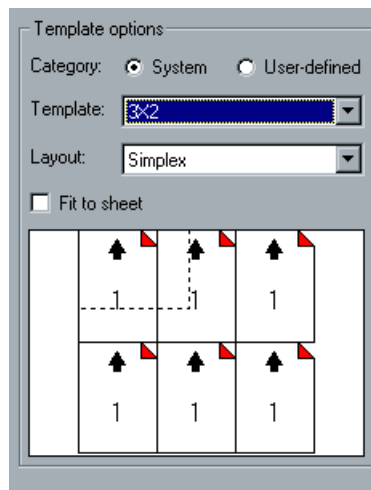 Template options
Category: System User-defined
Template: 3X2
Layout: Simplex
Fit to sheet
1 1 1
1 1 1